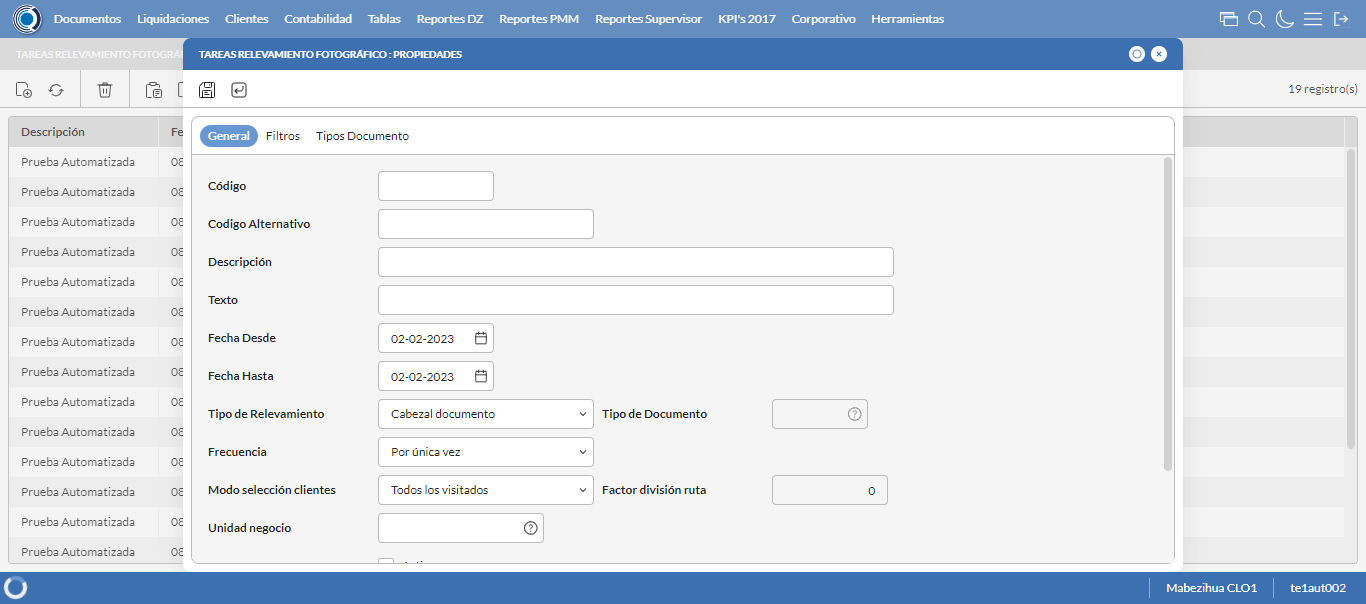 Documentos Liquidaciones Clientes Contabilidad Tablas Reportes DZ Reportes PMM Reportes Supervisor KPI's 2017 Corporativo Herramientas
TAREAS RELEVAMIENTO FOTOGRÁ
TAREAS RELEVAMIENTO FOTOGRÁFICO : PROPIEDADES
19 registro(s)
Descripción Fe
Prueba Automatizada 08
Prueba Automatizada 08
Prueba Automatizada 08
Prueba Automatizada 08
Prueba Automatizada 08
Prueba Automatizada 08
Prueba Automatizada 08
Prueba Automatizada 08
Prueba Automatizada 08
Prueba Automatizada 08
Prueba Automatizada 08
Prueba Automatizada 08
Prueba Automatizada 08
Prueba Automatizada 08
General Filtros Tipos Documento
Código
Codigo Alternativo
Descripción
Texto
Fecha Desde 02-02-2023
Fecha Hasta 02-02-2023
Tipo de Relevamiento Cabezal documento Tipo de Documento
Frecuencia Por única vez
Modo selección clientes Todos los visitados Factor división ruta 0
Unidad negocio
Mabezihua CLO1 te1aut002